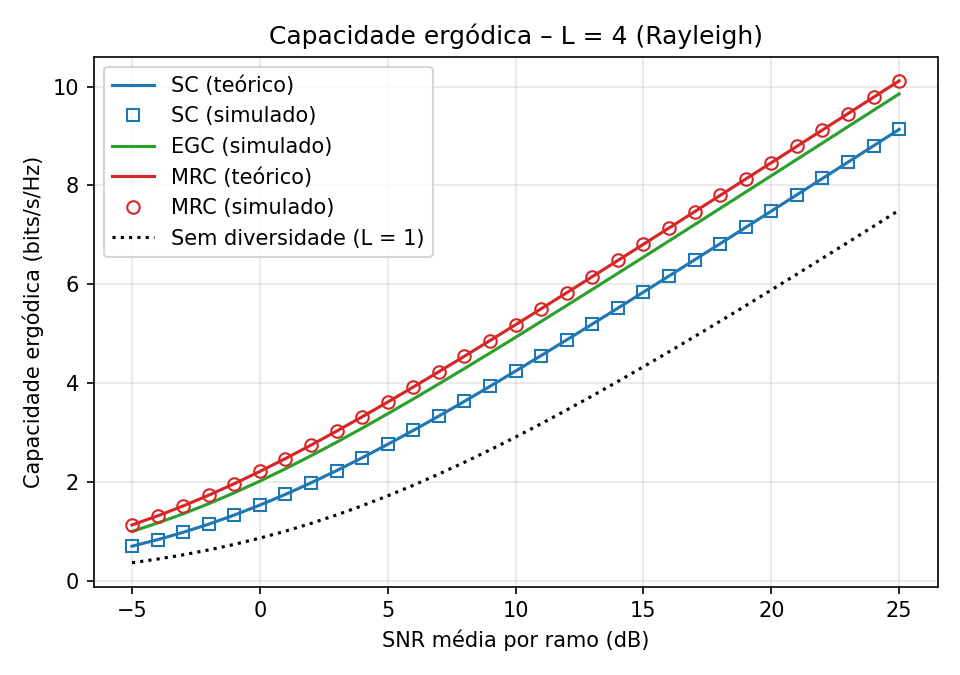 Capacidade ergódica – L = 4 (Rayleigh)
SC (teórico)
SC (simulado)
EGC (simulado)
MRC (teórico)
MRC (simulado)
Sem diversidade (L = 1)
Capacidade ergódica (bits/s/Hz)
10
8
6
4
2
0
−5 0 5 10 15 20 25
SNR média por ramo (dB)